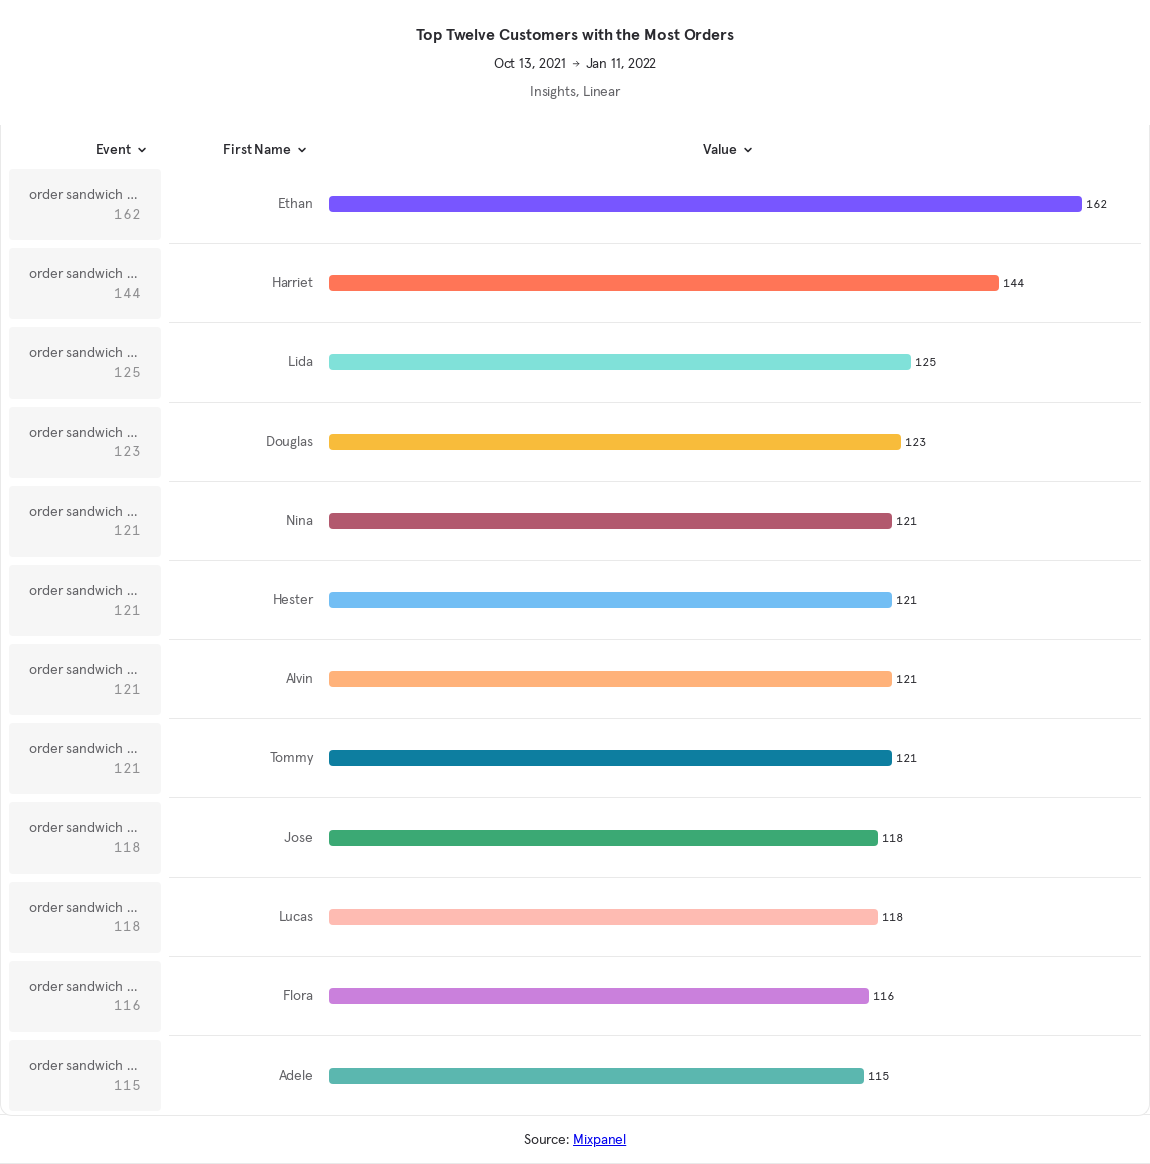 Top Twelve Customers with the Most Orders
Oct 13, 2021 → Jan 11, 2022
Insights, Linear
Event First Name Value
order sandwich ...
162
Ethan 162
order sandwich ...
144
Harriet 144
order sandwich ...
125
Lida 125
order sandwich ...
123
Douglas 123
order sandwich ...
121
Nina 121
order sandwich ...
121
Hester 121
order sandwich ...
121
Alvin 121
order sandwich ...
121
Tommy 121
order sandwich ...
118
Jose 118
order sandwich ...
118
Lucas 118
order sandwich ...
116
Flora 116
order sandwich ...
115
Adele 115
Source: Mixpanel